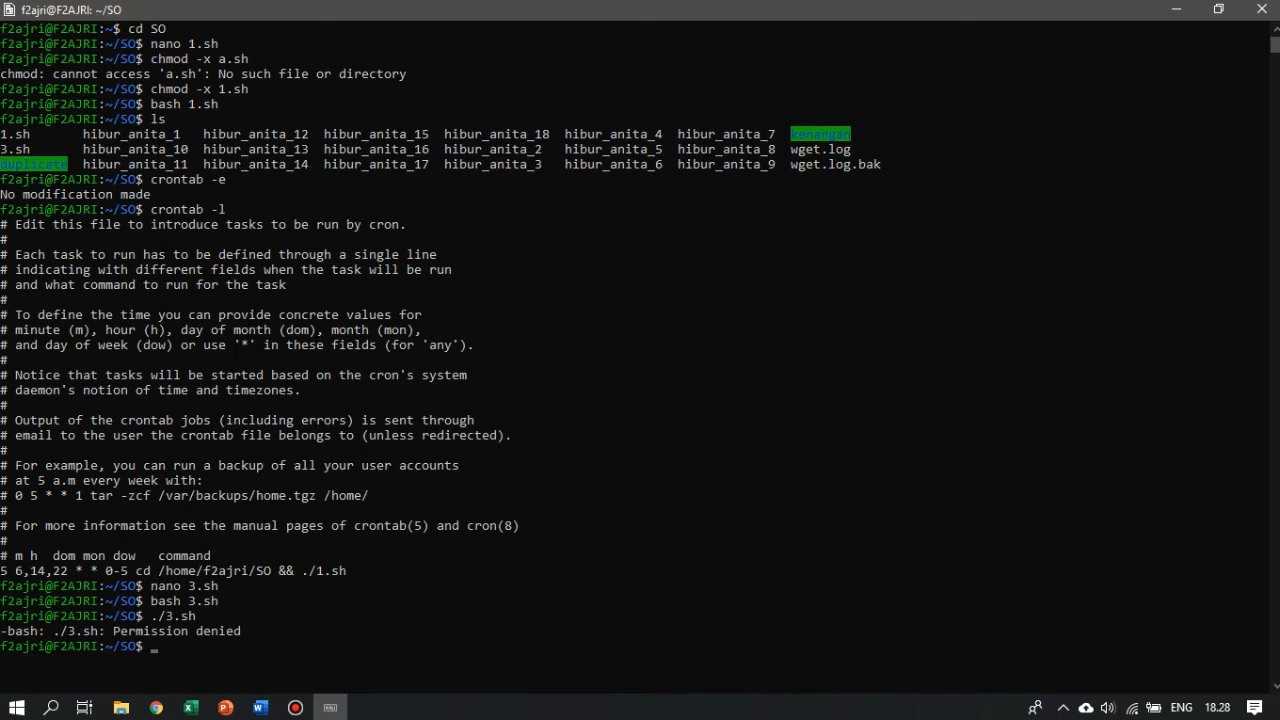 f2ajri@F2AJRI: ~/SO
f2ajri@F2AJRI:~$ cd SO
f2ajri@F2AJRI:~/SO$ nano 1.sh
f2ajri@F2AJRI:~/SO$ chmod -x a.sh
chmod: cannot access 'a.sh': No such file or directory
f2ajri@F2AJRI:~/SO$ chmod -x 1.sh
f2ajri@F2AJRI:~/SO$ bash 1.sh
f2ajri@F2AJRI:~/SO$ ls
1.sh hibur_anita_1 hibur_anita_12 hibur_anita_15 hibur_anita_18 hibur_anita_4 hibur_anita_7 kenangan
3.sh hibur_anita_10 hibur_anita_13 hibur_anita_16 hibur_anita_2 hibur_anita_5 hibur_anita_8 wget.log
duplicate hibur_anita_11 hibur_anita_14 hibur_anita_17 hibur_anita_3 hibur_anita_6 hibur_anita_9 wget.log.bak
f2ajri@F2AJRI:~/SO$ crontab -e
No modification made
f2ajri@F2AJRI:~/SO$ crontab -l
# Edit this file to introduce tasks to be run by cron.
#
# Each task to run has to be defined through a single line
# indicating with different fields when the task will be run
# and what command to run for the task
#
# To define the time you can provide concrete values for
# minute (m), hour (h), day of month (dom), month (mon),
# and day of week (dow) or use '*' in these fields (for 'any').
#
# Notice that tasks will be started based on the cron's system
# daemon's notion of time and timezones.
#
# Output of the crontab jobs (including errors) is sent through
# email to the user the crontab file belongs to (unless redirected).
#
# For example, you can run a backup of all your user accounts
# at 5 a.m every week with:
# 0 5 * * 1 tar -zcf /var/backups/home.tgz /home/
#
# For more information see the manual pages of crontab(5) and cron(8)
#
# m h  dom mon dow   command
5 6,14,22 * * 0-5 cd /home/f2ajri/SO && ./1.sh
f2ajri@F2AJRI:~/SO$ nano 3.sh
f2ajri@F2AJRI:~/SO$ bash 3.sh
f2ajri@F2AJRI:~/SO$ ./3.sh
-bash: ./3.sh: Permission denied
f2ajri@F2AJRI:~/SO$ _
ENG 18.28